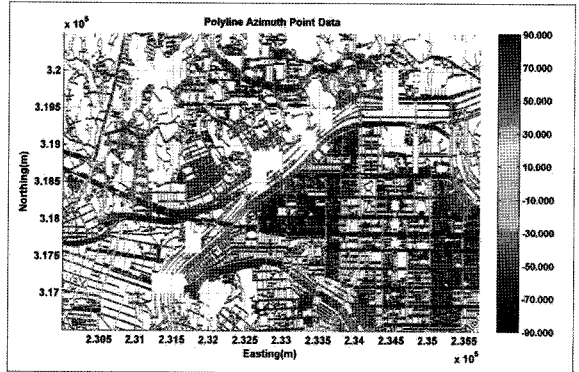 Polyline Azimuth Point Data
x 10⁵
3.2
3.195
3.19
3.185
3.18
3.175
3.17
Northing(m)
2.305 2.31 2.315 2.32 2.325 2.33 2.335 2.34 2.345 2.35 2.355
Easting(m)
x 10⁵
90.000
70.000
50.000
30.000
10.000
-10.000
-30.000
-50.000
-70.000
-90.000